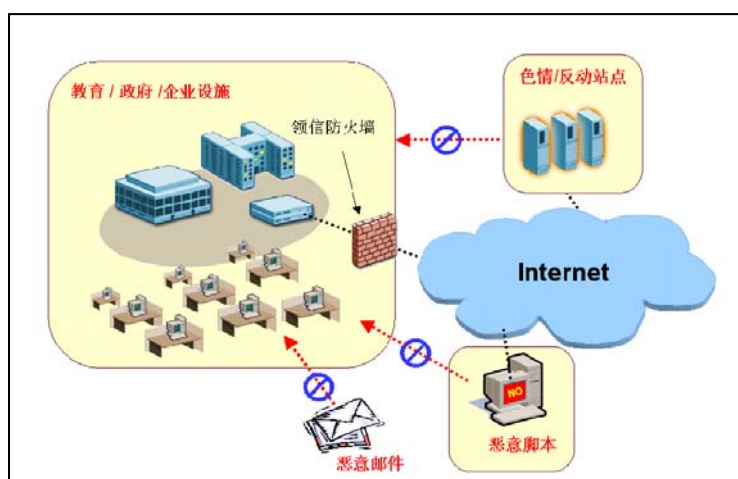 教育 / 政府 /企业设施
色情/反动站点
领信防火墙
Internet
NO
恶意脚本
恶意邮件